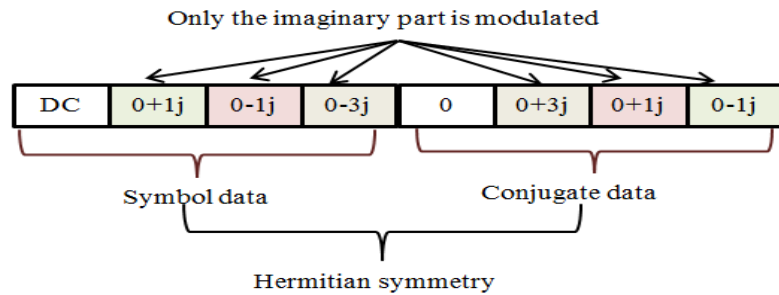 Only the imaginary part is modulated
DC 0+1j 0-1j 0-3j 0 0+3j 0+1j 0-1j
Symbol data Conjugate data
Hermitian symmetry